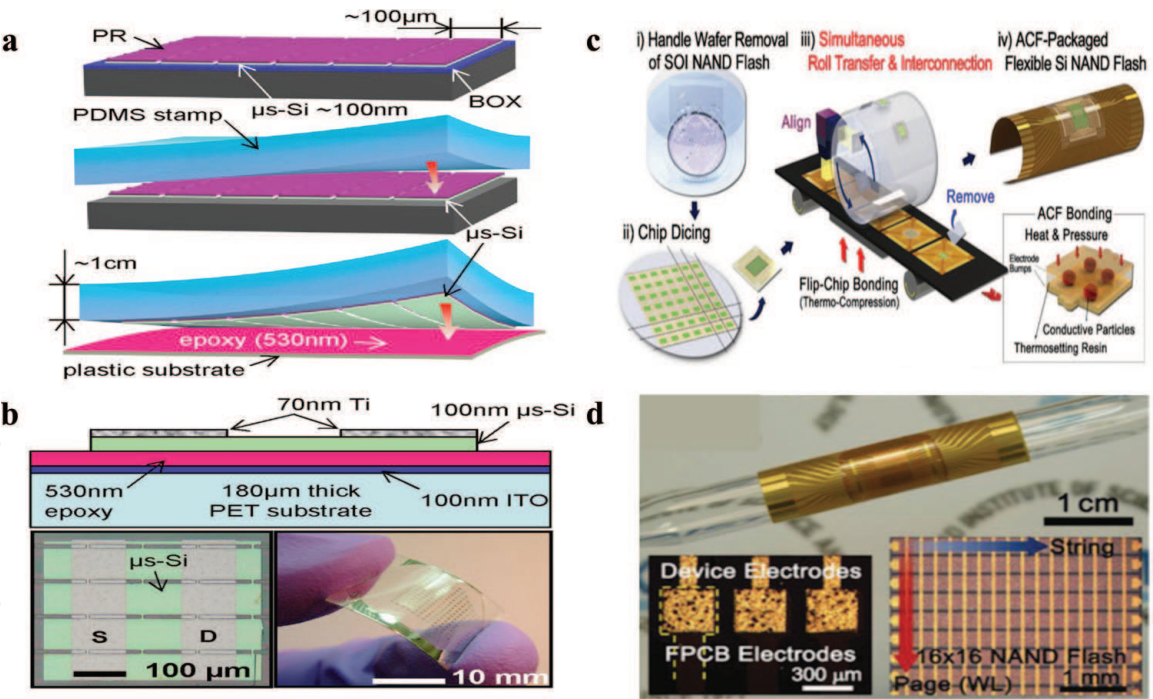 a
~100µm
PR
µs-Si ~100nm
BOX
PDMS stamp
µs-Si
~1cm
epoxy (530nm)
plastic substrate
b
70nm Ti
100nm µs-Si
530nm
epoxy
180µm thick
PET substrate
100nm ITO
µs-Si
S
D
100 µm
10 mm
c
i) Handle Wafer Removal
of SOI NAND Flash
ii) Chip Dicing
iii) Simultaneous
Roll Transfer & Interconnection
Align
Remove
Flip-Chip Bonding
(Thermo-Compression)
iv) ACF-Packaged
Flexible Si NAND Flash
ACF Bonding
Heat & Pressure
Electrode
Bumps
Conductive Particles
Thermosetting Resin
d
INSTITUTE OF
1 cm
Device Electrodes
FPCB Electrodes
300 µm
String
16x16 NAND Flash
Page (WL)
1 mm